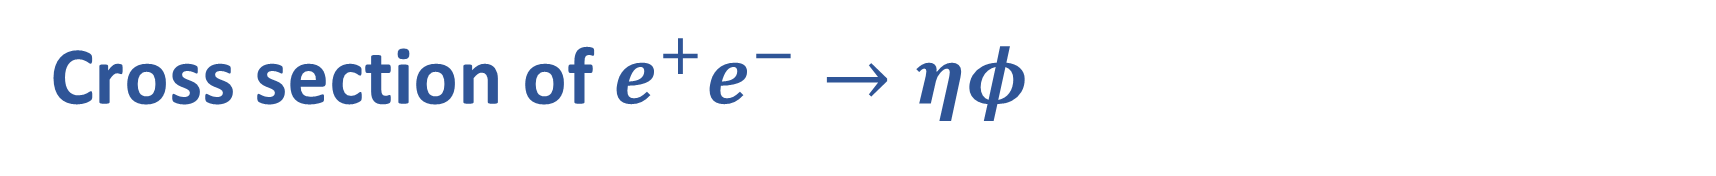 Cross section of e⁺e⁻ → ηϕ